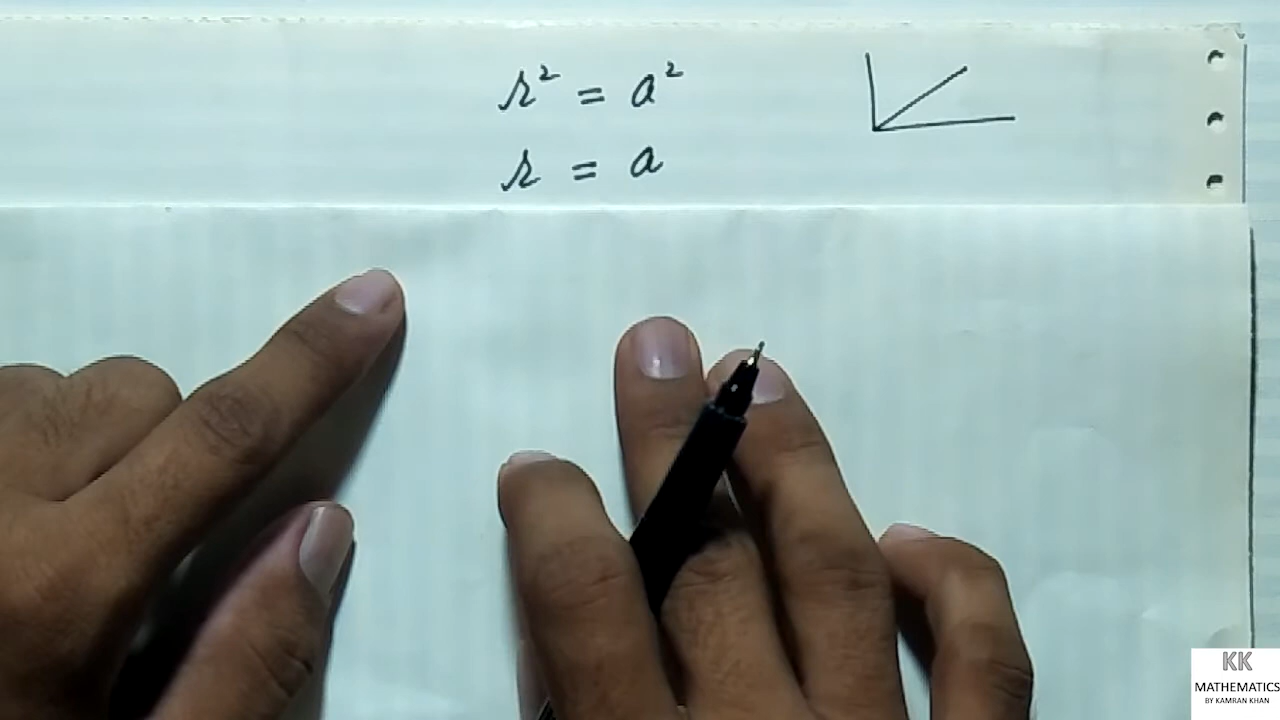 r² = a²
r = a
KK
MATHEMATICS
BY KAMRAN KHAN